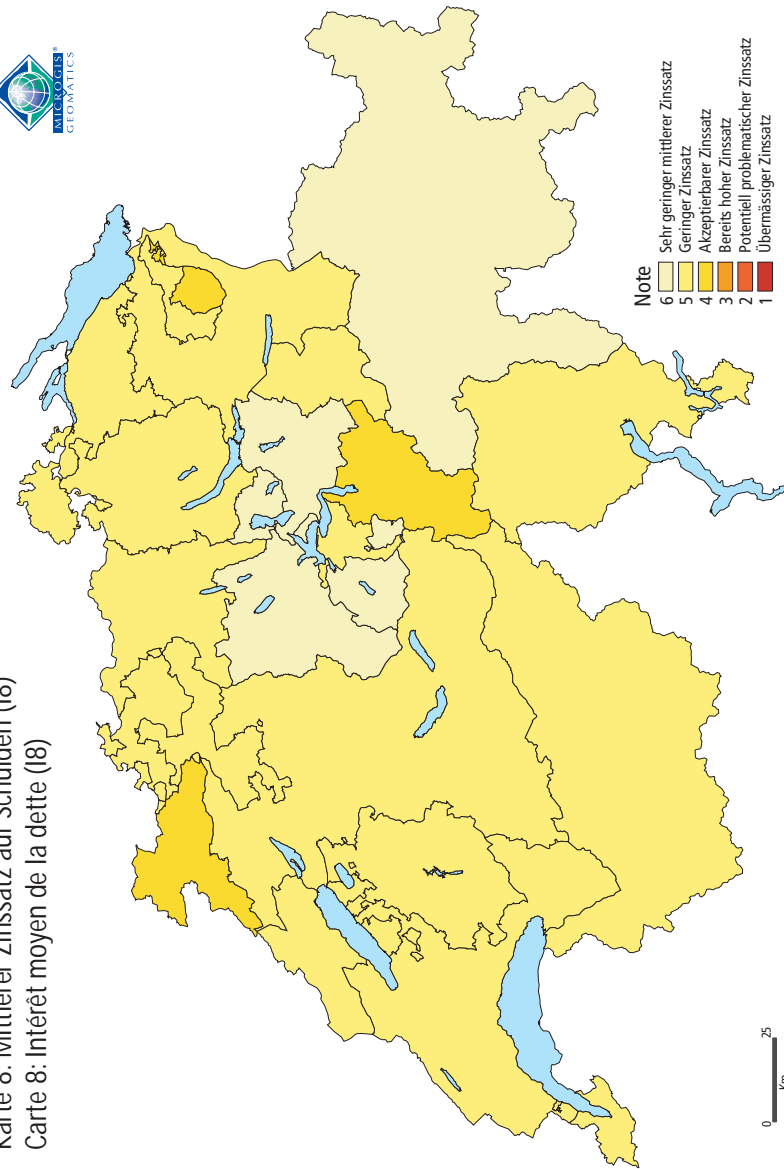 Karte 8: Mittlerer Zinssatz auf Schulden (I8)
Carte 8: Intérêt moyen de la dette (I8)
MICROGIS®
GEOMATICS
Note
6 Sehr geringer mittlerer Zinssatz
5 Geringer Zinssatz
4 Akzeptierbarer Zinssatz
3 Bereits hoher Zinssatz
2 Potentiell problematischer Zinssatz
1 Übermässiger Zinssatz
0 25
Km